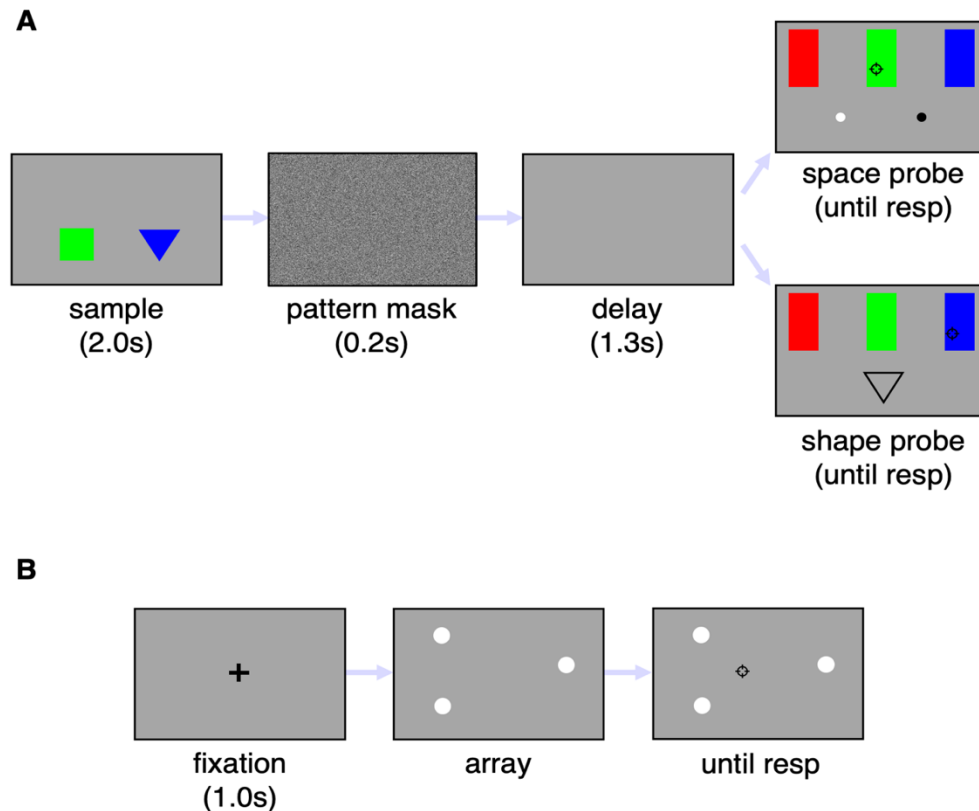 A
space probe
(until resp)
sample
(2.0s)
pattern mask
(0.2s)
delay
(1.3s)
shape probe
(until resp)
B
fixation
(1.0s)
array
until resp